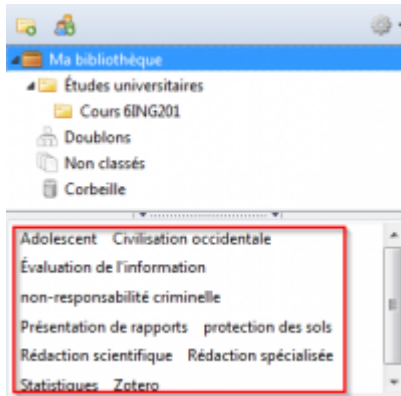 Ma bibliothèque
Études universitaires
Cours 6ING201
Doublons
Non classés
Corbeille
Adolescent Civilisation occidentale
Évaluation de l'information
non-responsabilité criminelle
Présentation de rapports protection des sols
Rédaction scientifique Rédaction spécialisée
Statistiques Zotero